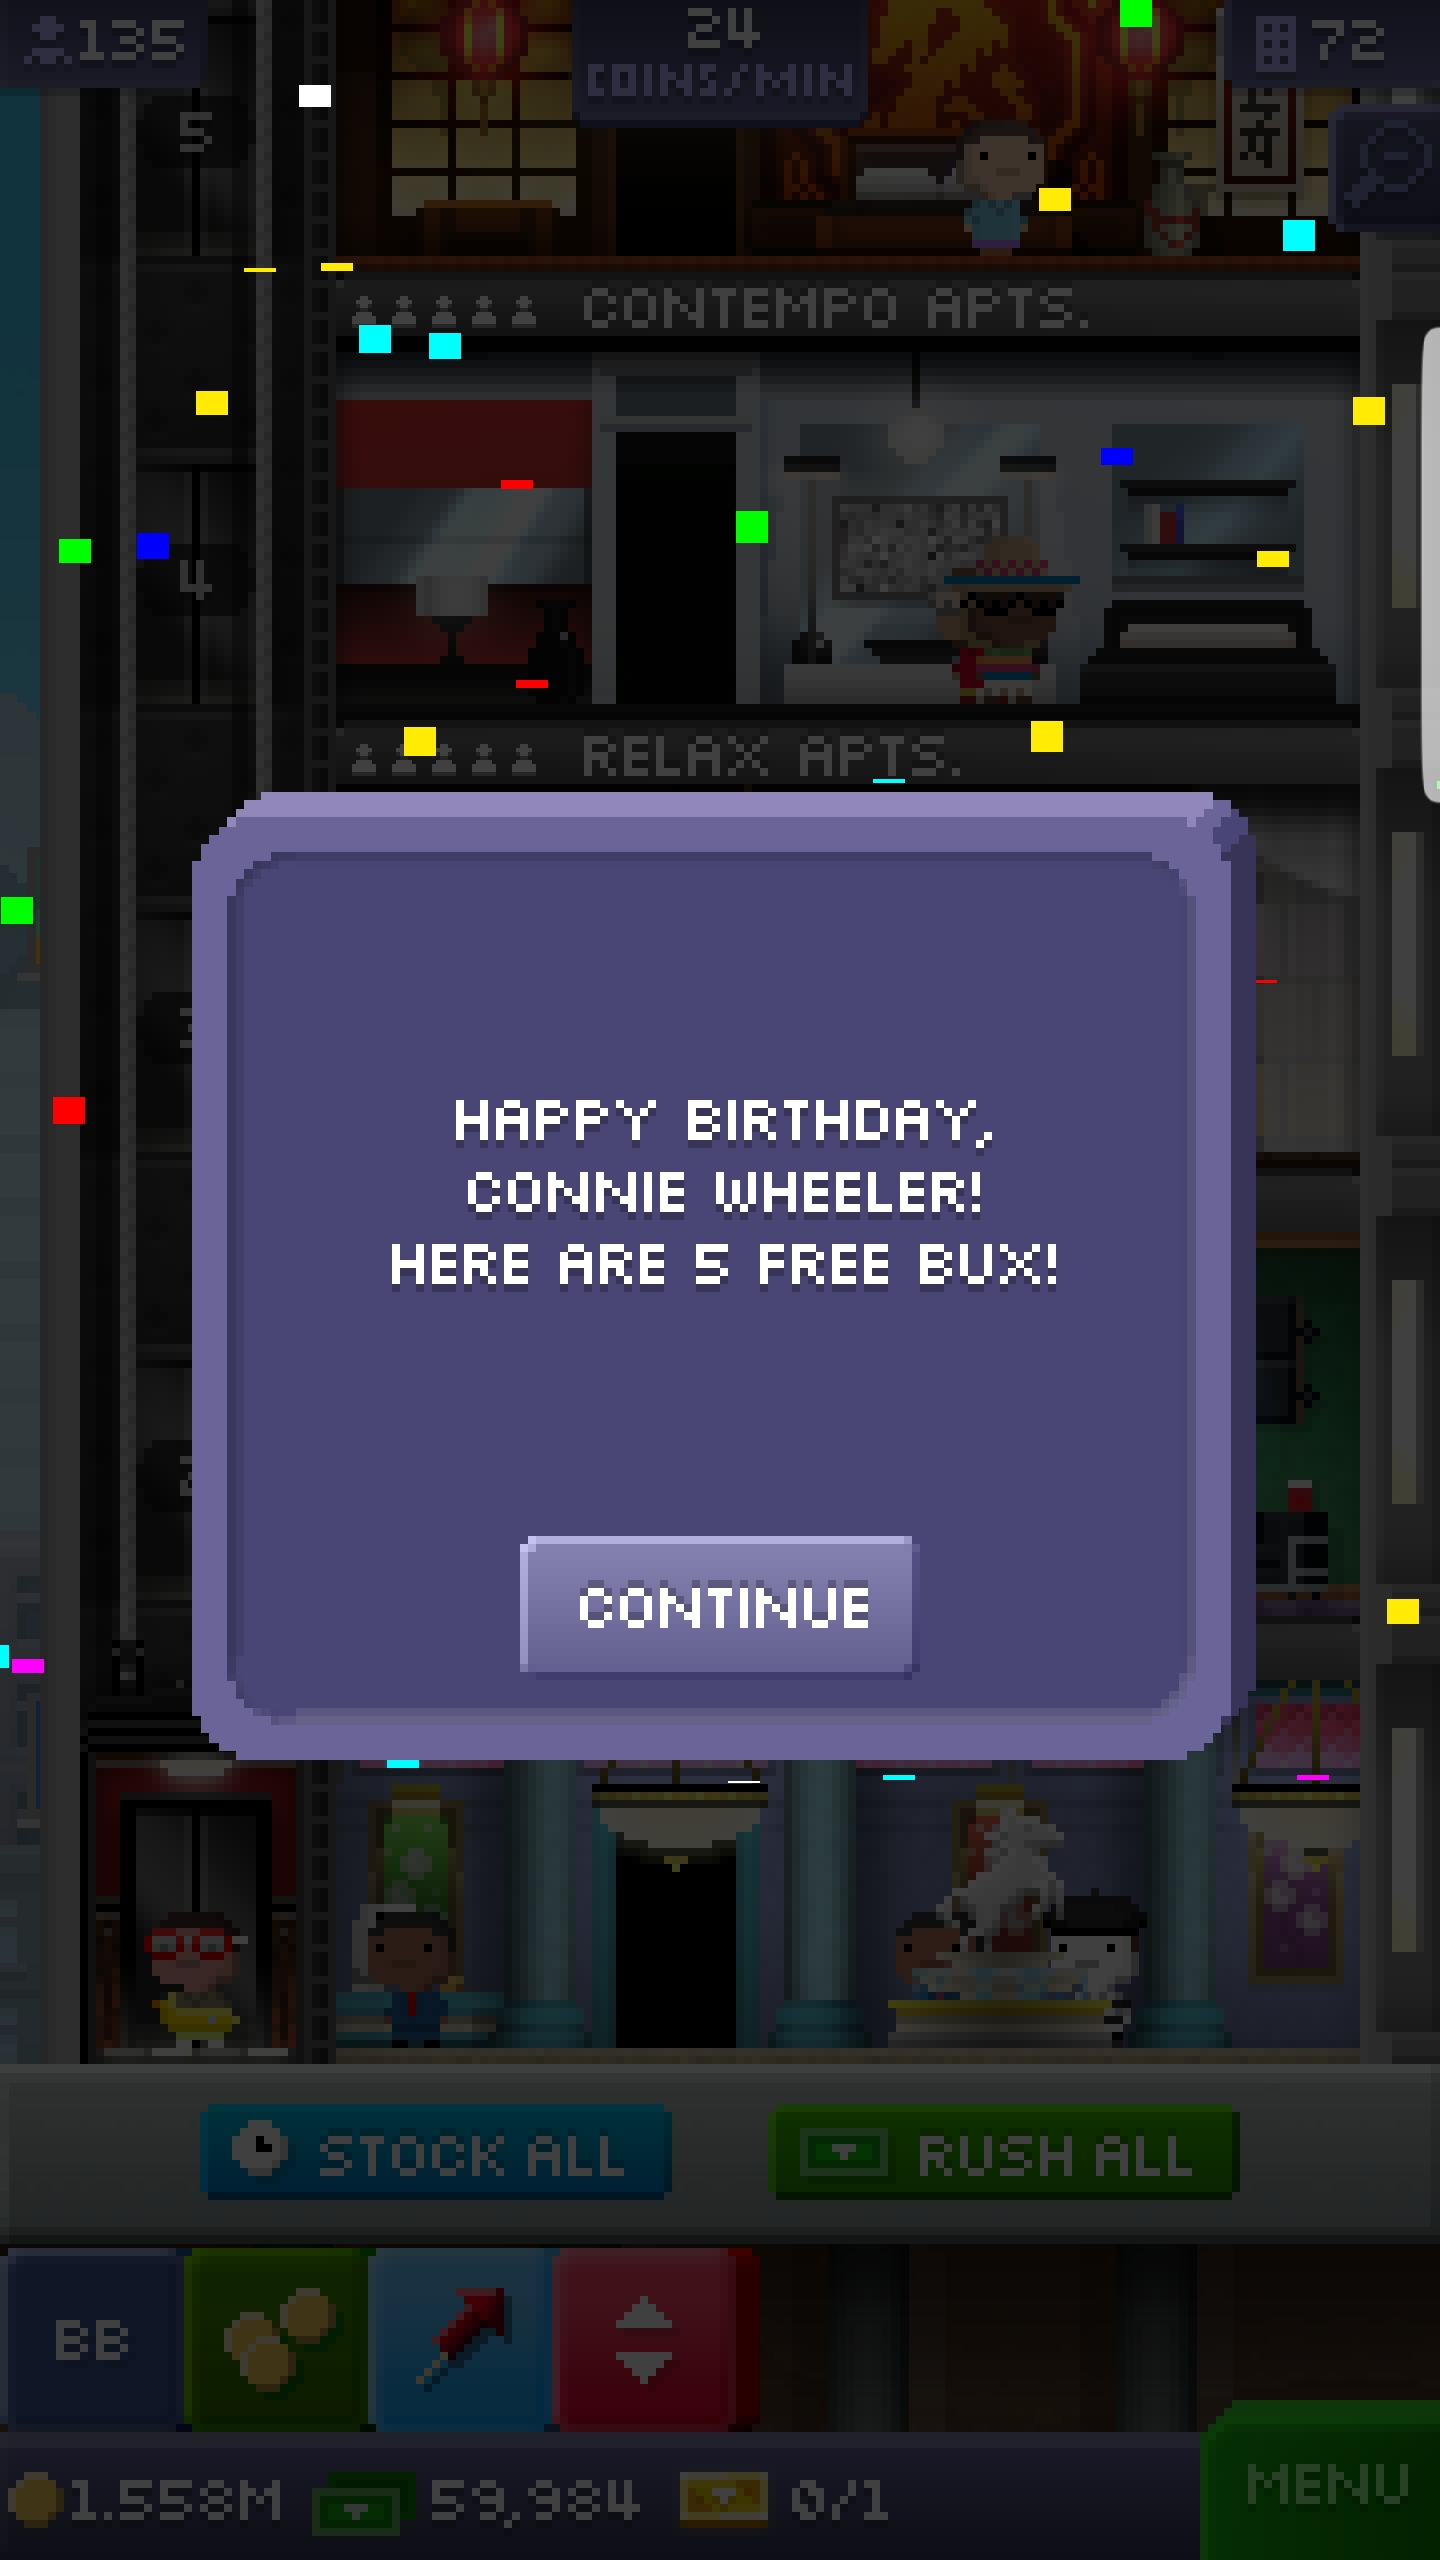 135
24
COINS/MIN
72
5
CONTEMPO APTS.
4
RELAX APTS.
HAPPY BIRTHDAY,
CONNIE WHEELER!
HERE ARE 5 FREE BUX!
CONTINUE
STOCK ALL
RUSH ALL
BB
1.558M
59,984
0/1
MENU